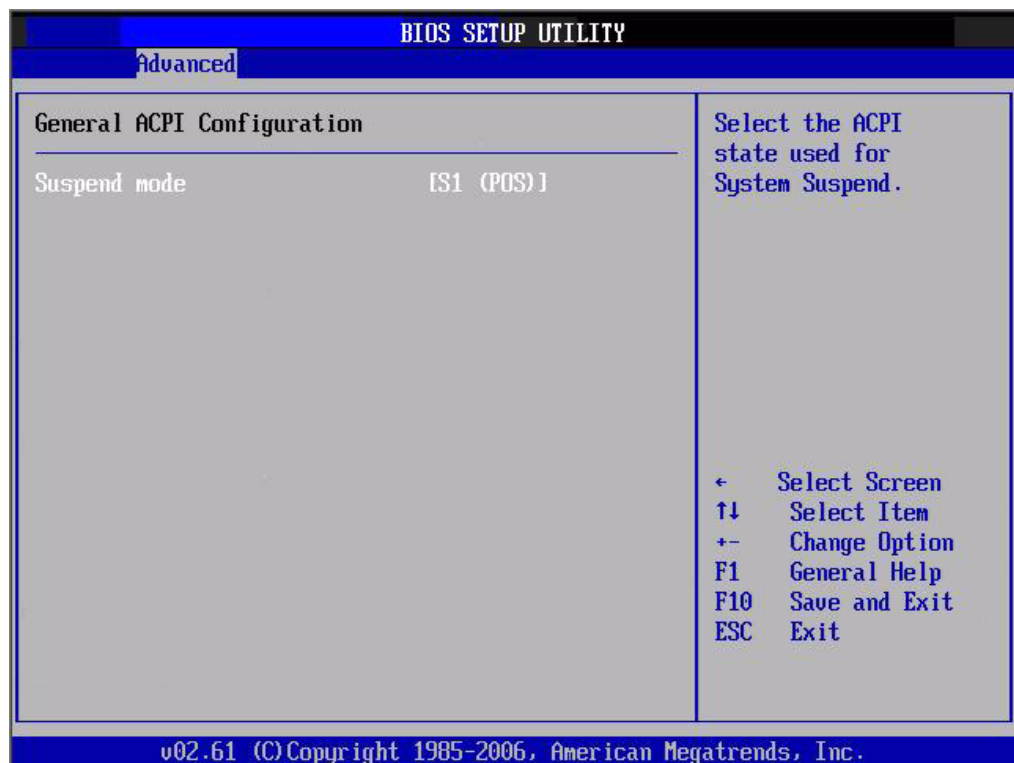 BIOS SETUP UTILITY
Advanced
General ACPI Configuration
Suspend mode [S1 (POS)]
Select the ACPI
state used for
System Suspend.
← Select Screen
↑↓ Select Item
+- Change Option
F1 General Help
F10 Save and Exit
ESC Exit
v02.61 (C)Copyright 1985-2006, American Megatrends, Inc.